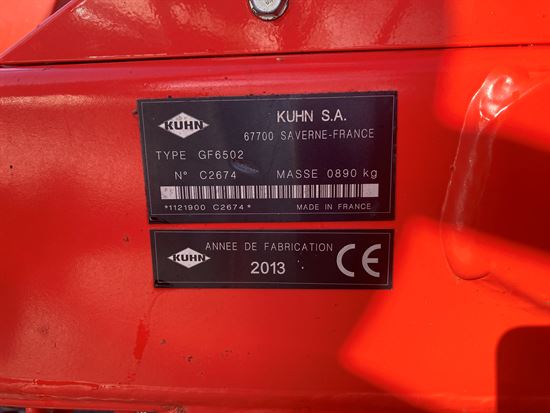 KUHN
KUHN S.A.
67700 SAVERNE-FRANCE
TYPE GF6502
N° C2674 MASSE 0890 kg
*1121900 C2674*
MADE IN FRANCE
KUHN
ANNEE DE FABRICATION
2013
CE